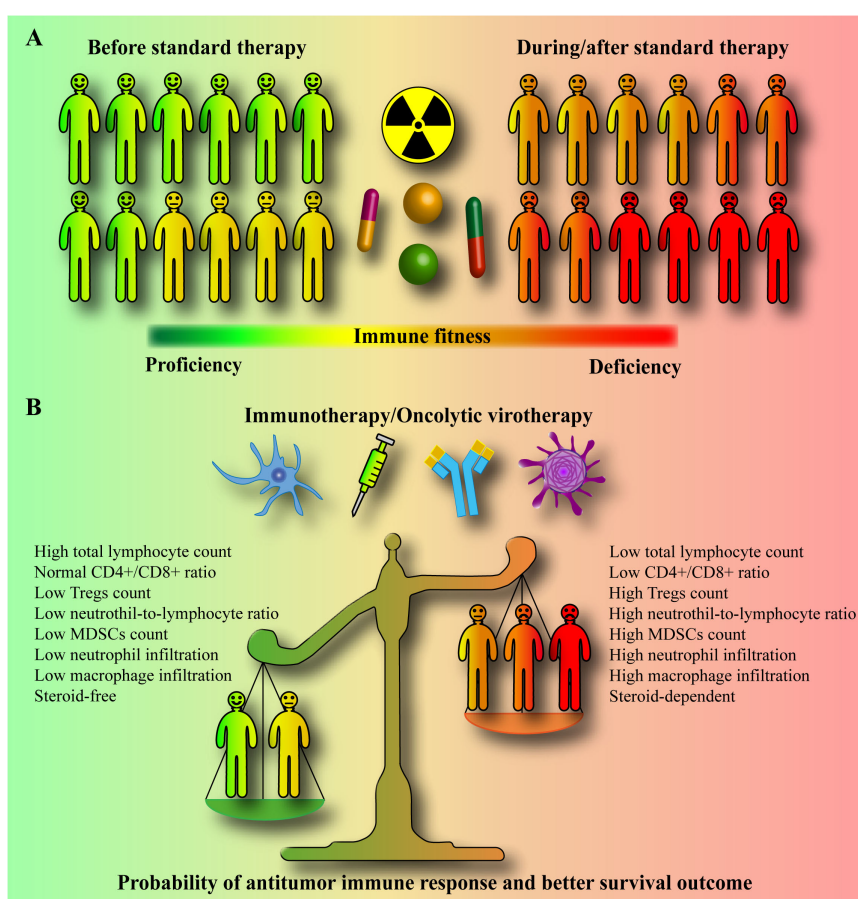 A
Before standard therapy
During/after standard therapy
Immune fitness
Proficiency
Deficiency
B
Immunotherapy/Oncolytic virotherapy
High total lymphocyte count
Normal CD4+/CD8+ ratio
Low Tregs count
Low neutrothil-to-lymphocyte ratio
Low MDSCs count
Low neutrophil infiltration
Low macrophage infiltration
Steroid-free
Low total lymphocyte count
Low CD4+/CD8+ ratio
High Tregs count
High neutrothil-to-lymphocyte ratio
High MDSCs count
High neutrophil infiltration
High macrophage infiltration
Steroid-dependent
Probability of antitumor immune response and better survival outcome